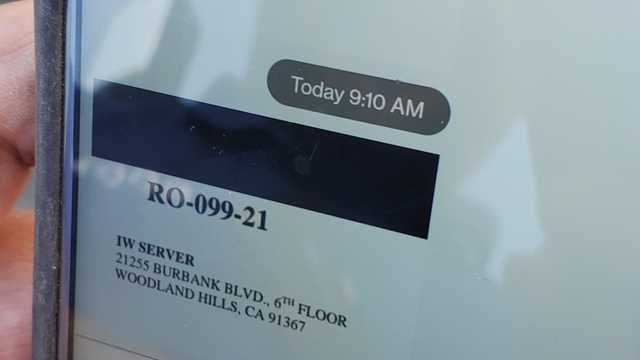 Today 9:10 AM
RO-099-21
IW SERVER
21255 BURBANK BLVD., 6TH FLOOR
WOODLAND HILLS, CA 91367